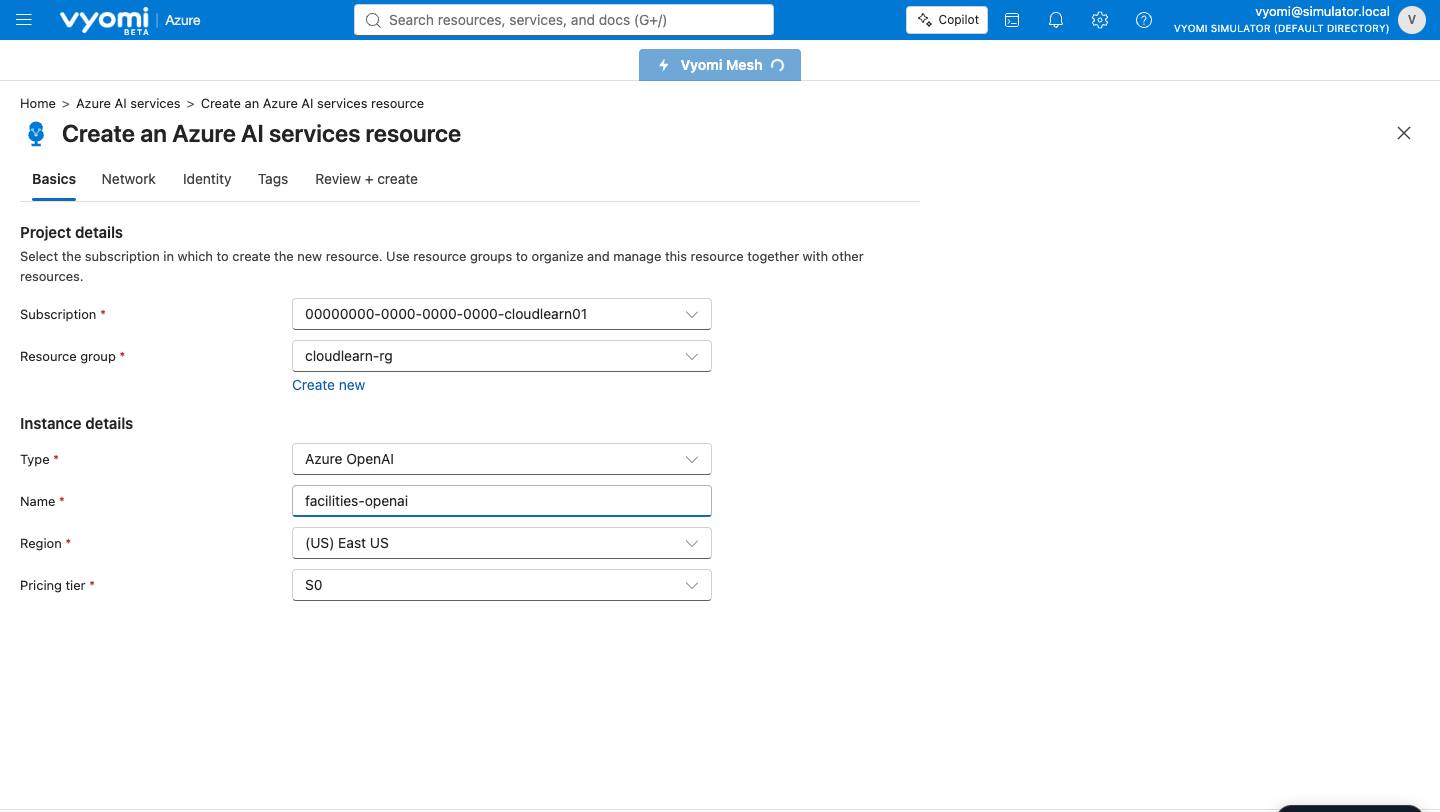 vyomi
BETA
Azure
Search resources, services, and docs (G+/)
Copilot
vyomi@simulator.local
VYOMI SIMULATOR (DEFAULT DIRECTORY)
V
Vyomi Mesh
Home > Azure AI services > Create an Azure AI services resource
Create an Azure AI services resource
Basics Network Identity Tags Review + create
Project details
Select the subscription in which to create the new resource. Use resource groups to organize and manage this resource together with other
resources.
Subscription * 00000000-0000-0000-0000-cloudlearn01
Resource group * cloudlearn-rg
Create new
Instance details
Type * Azure OpenAI
Name * facilities-openai
Region * (US) East US
Pricing tier * S0